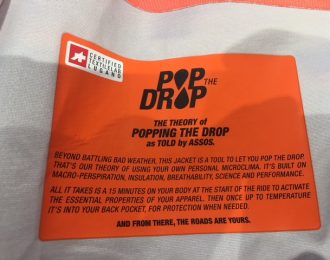 CERTIFIED
TEXTILELAB
LUGANO
POP THE
DROP
THE THEORY of
POPPING THE DROP
as TOLD by ASSOS.
BEYOND BATTLING BAD WEATHER, THIS JACKET IS A TOOL TO LET YOU POP THE DROP.
THAT'S OUR THEORY OF USING YOUR OWN PERSONAL MICROCLIMA. IT'S BUILT ON
MACRO-PERSPIRATION, INSULATION, BREATHABILITY, SCIENCE AND PERFORMANCE.
ALL IT TAKES IS A 15 MINUTES ON YOUR BODY AT THE START OF THE RIDE TO ACTIVATE
THE ESSENTIAL PROPERTIES OF YOUR APPAREL. THEN ONCE UP TO TEMPERATURE
IT'S INTO YOUR BACK POCKET, FOR PROTECTION WHEN NEEDED.
AND FROM THERE, THE ROADS ARE YOURS.